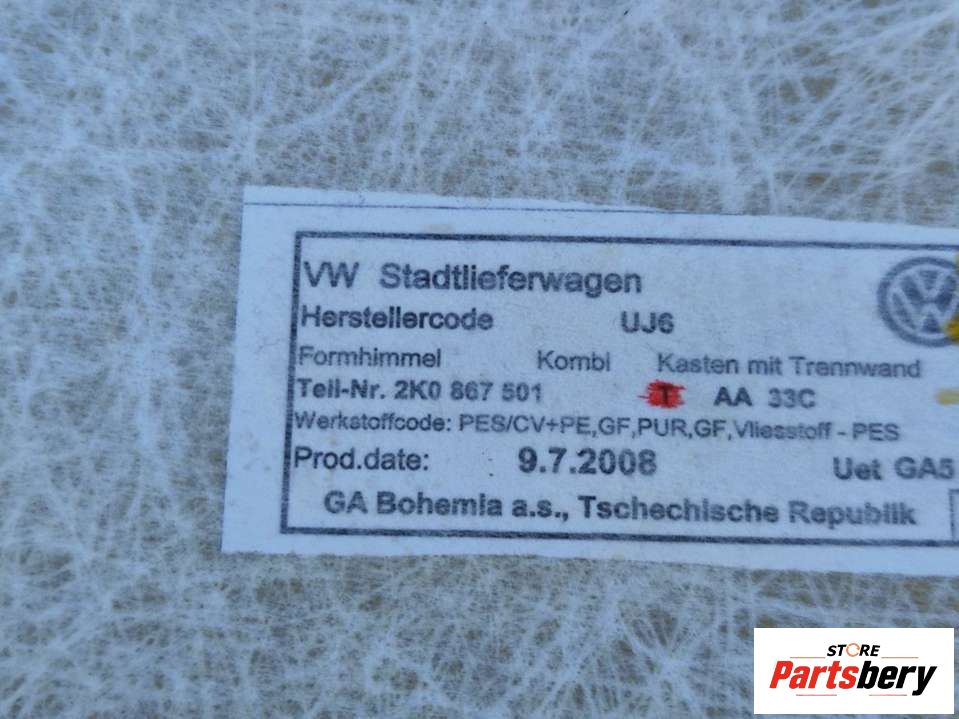 VW Stadtlieferwagen
Herstellercode UJ6
Formhimmel Kombi Kasten mit Trennwand
Teil-Nr. 2K0 867 501 T AA 33C
Werkstoffcode: PES/CV+PE,GF,PUR,GF,Vliesstoff - PES
Prod.date: 9.7.2008 Uet GA5
GA Bohemia a.s., Tschechische Republik
STORE
Partsbery